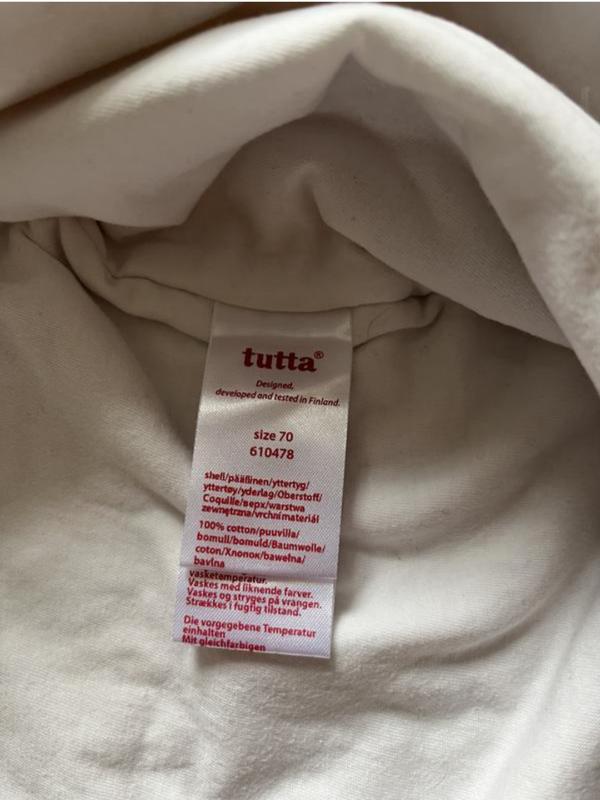 tutta®
Designed,
developed and tested in Finland.
size 70
610478
shell/päällinen/yttertyg/
yttertøy/yderlag/Oberstoff/
Coquille/верх/warstwa
zewnętrzna/vrchní materiál
100% cotton/puuvilla/
bomull/bomuld/Baumwolle/
coton/Хлопок/bawełna/
bavlna
vasketemperatur.
Vaskes med liknende farver.
Vaskes og stryges på vrangen.
Strækkes i fugtig tilstand.
Die vorgegebene Temperatur
einhalten
Mit gleichfarbigen